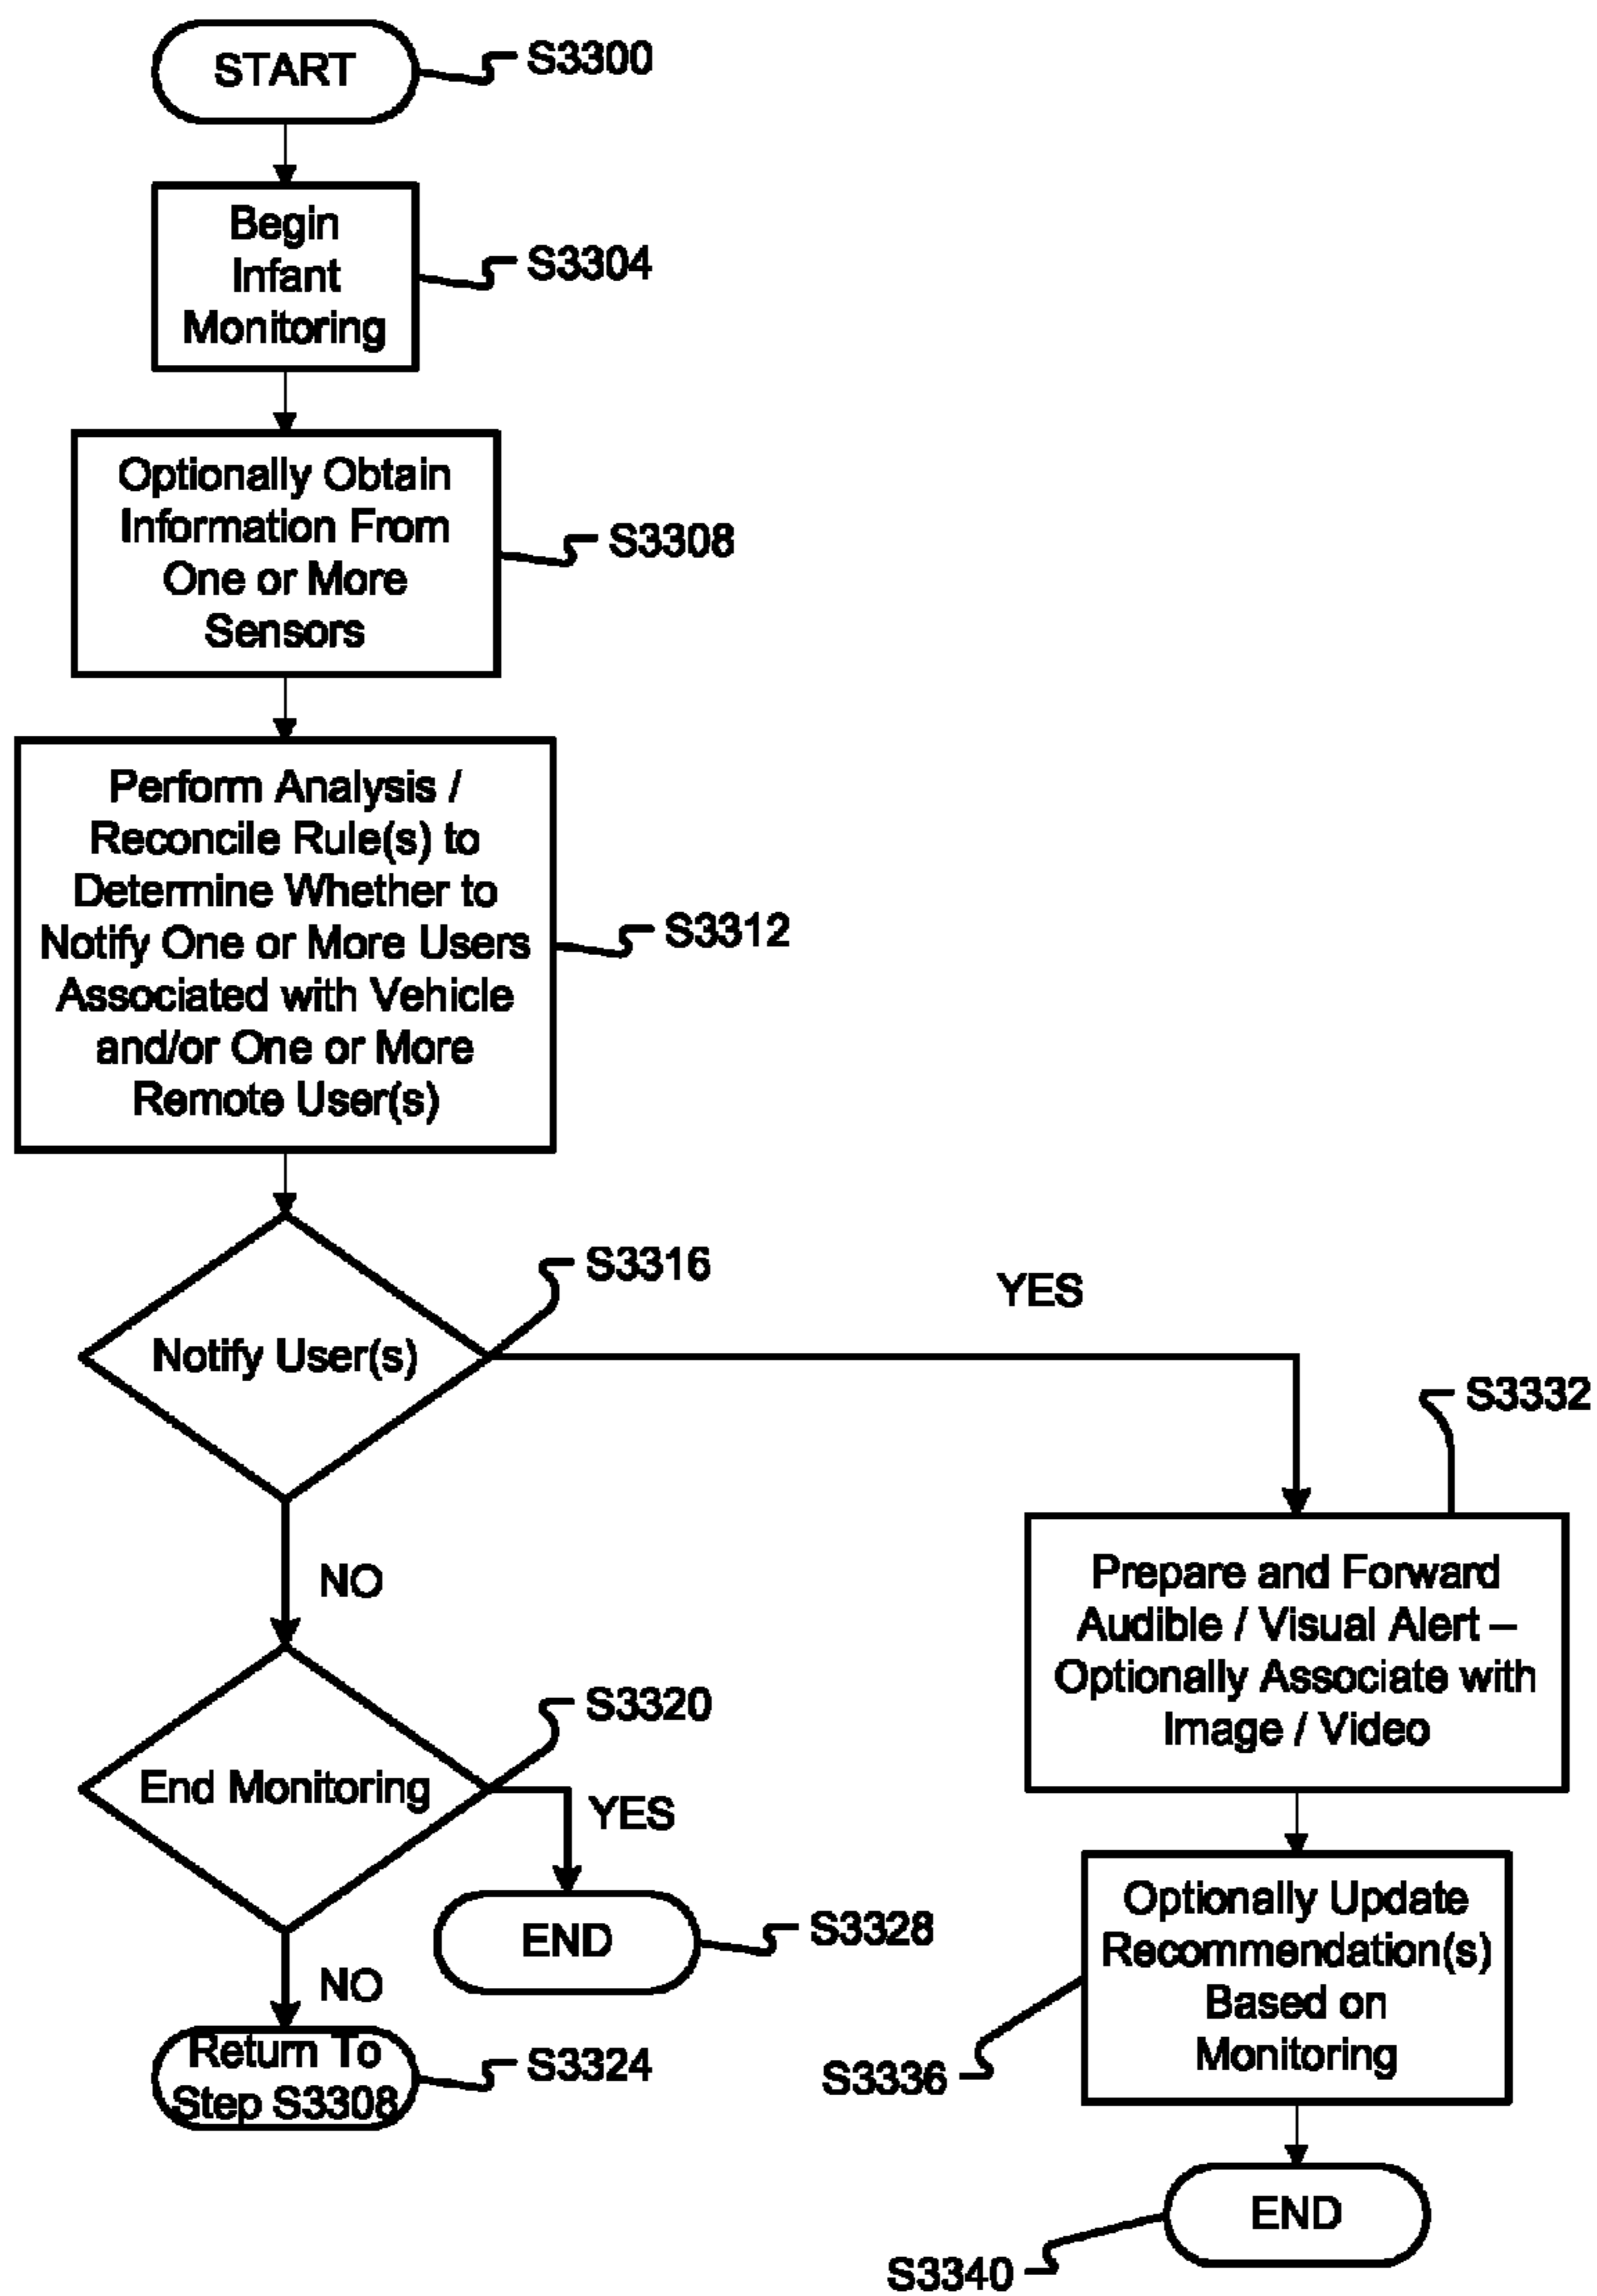 START
S3300
Begin
Infant
Monitoring
S3304
Optionally Obtain
Information From
One or More
Sensors
S3308
Perform Analysis /
Reconcile Rule(s) to
Determine Whether to
Notify One or More Users
Associated with Vehicle
and/or One or More
Remote User(s)
S3312
Notify User(s)
S3316
YES
NO
S3332
Prepare and Forward
Audible / Visual Alert –
Optionally Associate with
Image / Video
End Monitoring
S3320
YES
END
S3328
NO
Return To
Step S3308
S3324
Optionally Update
Recommendation(s)
Based on
Monitoring
S3336
END
S3340